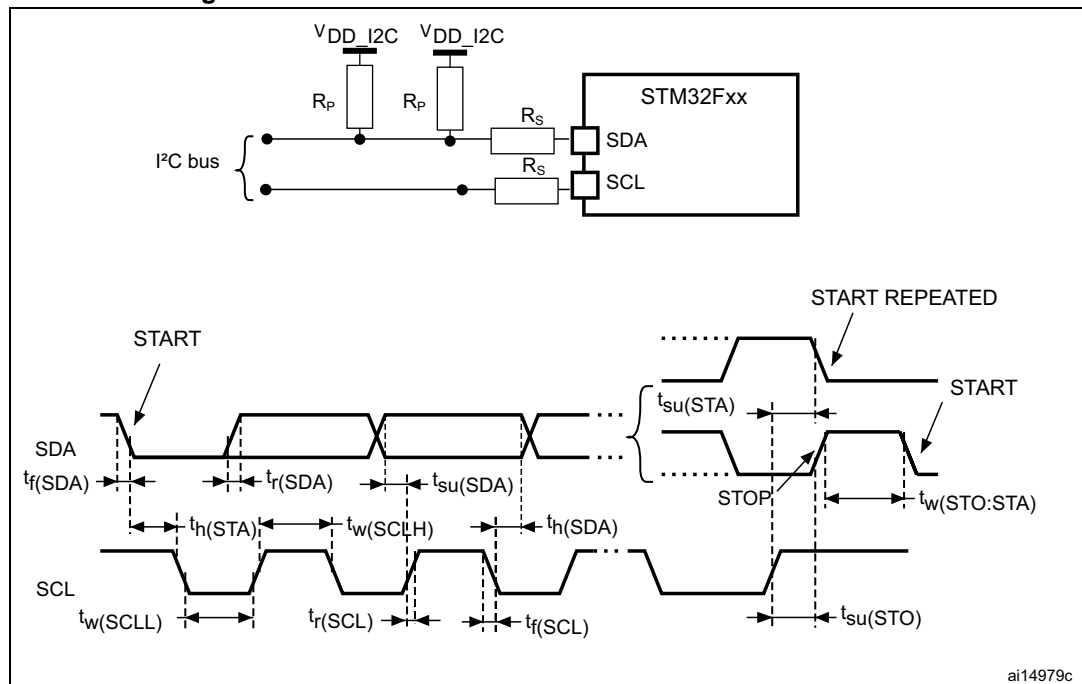 VDD_I2C VDD_I2C
STM32Fxx
RP RP
RS
SDA
I²C bus
RS
SCL
START REPEATED
START
START
tsu(STA)
SDA
tf(SDA) tr(SDA) tsu(SDA)
STOP
tw(STO:STA)
th(STA) tw(SCLH) th(SDA)
SCL
tw(SCLL) tr(SCL) tf(SCL) tsu(STO)
ai14979c